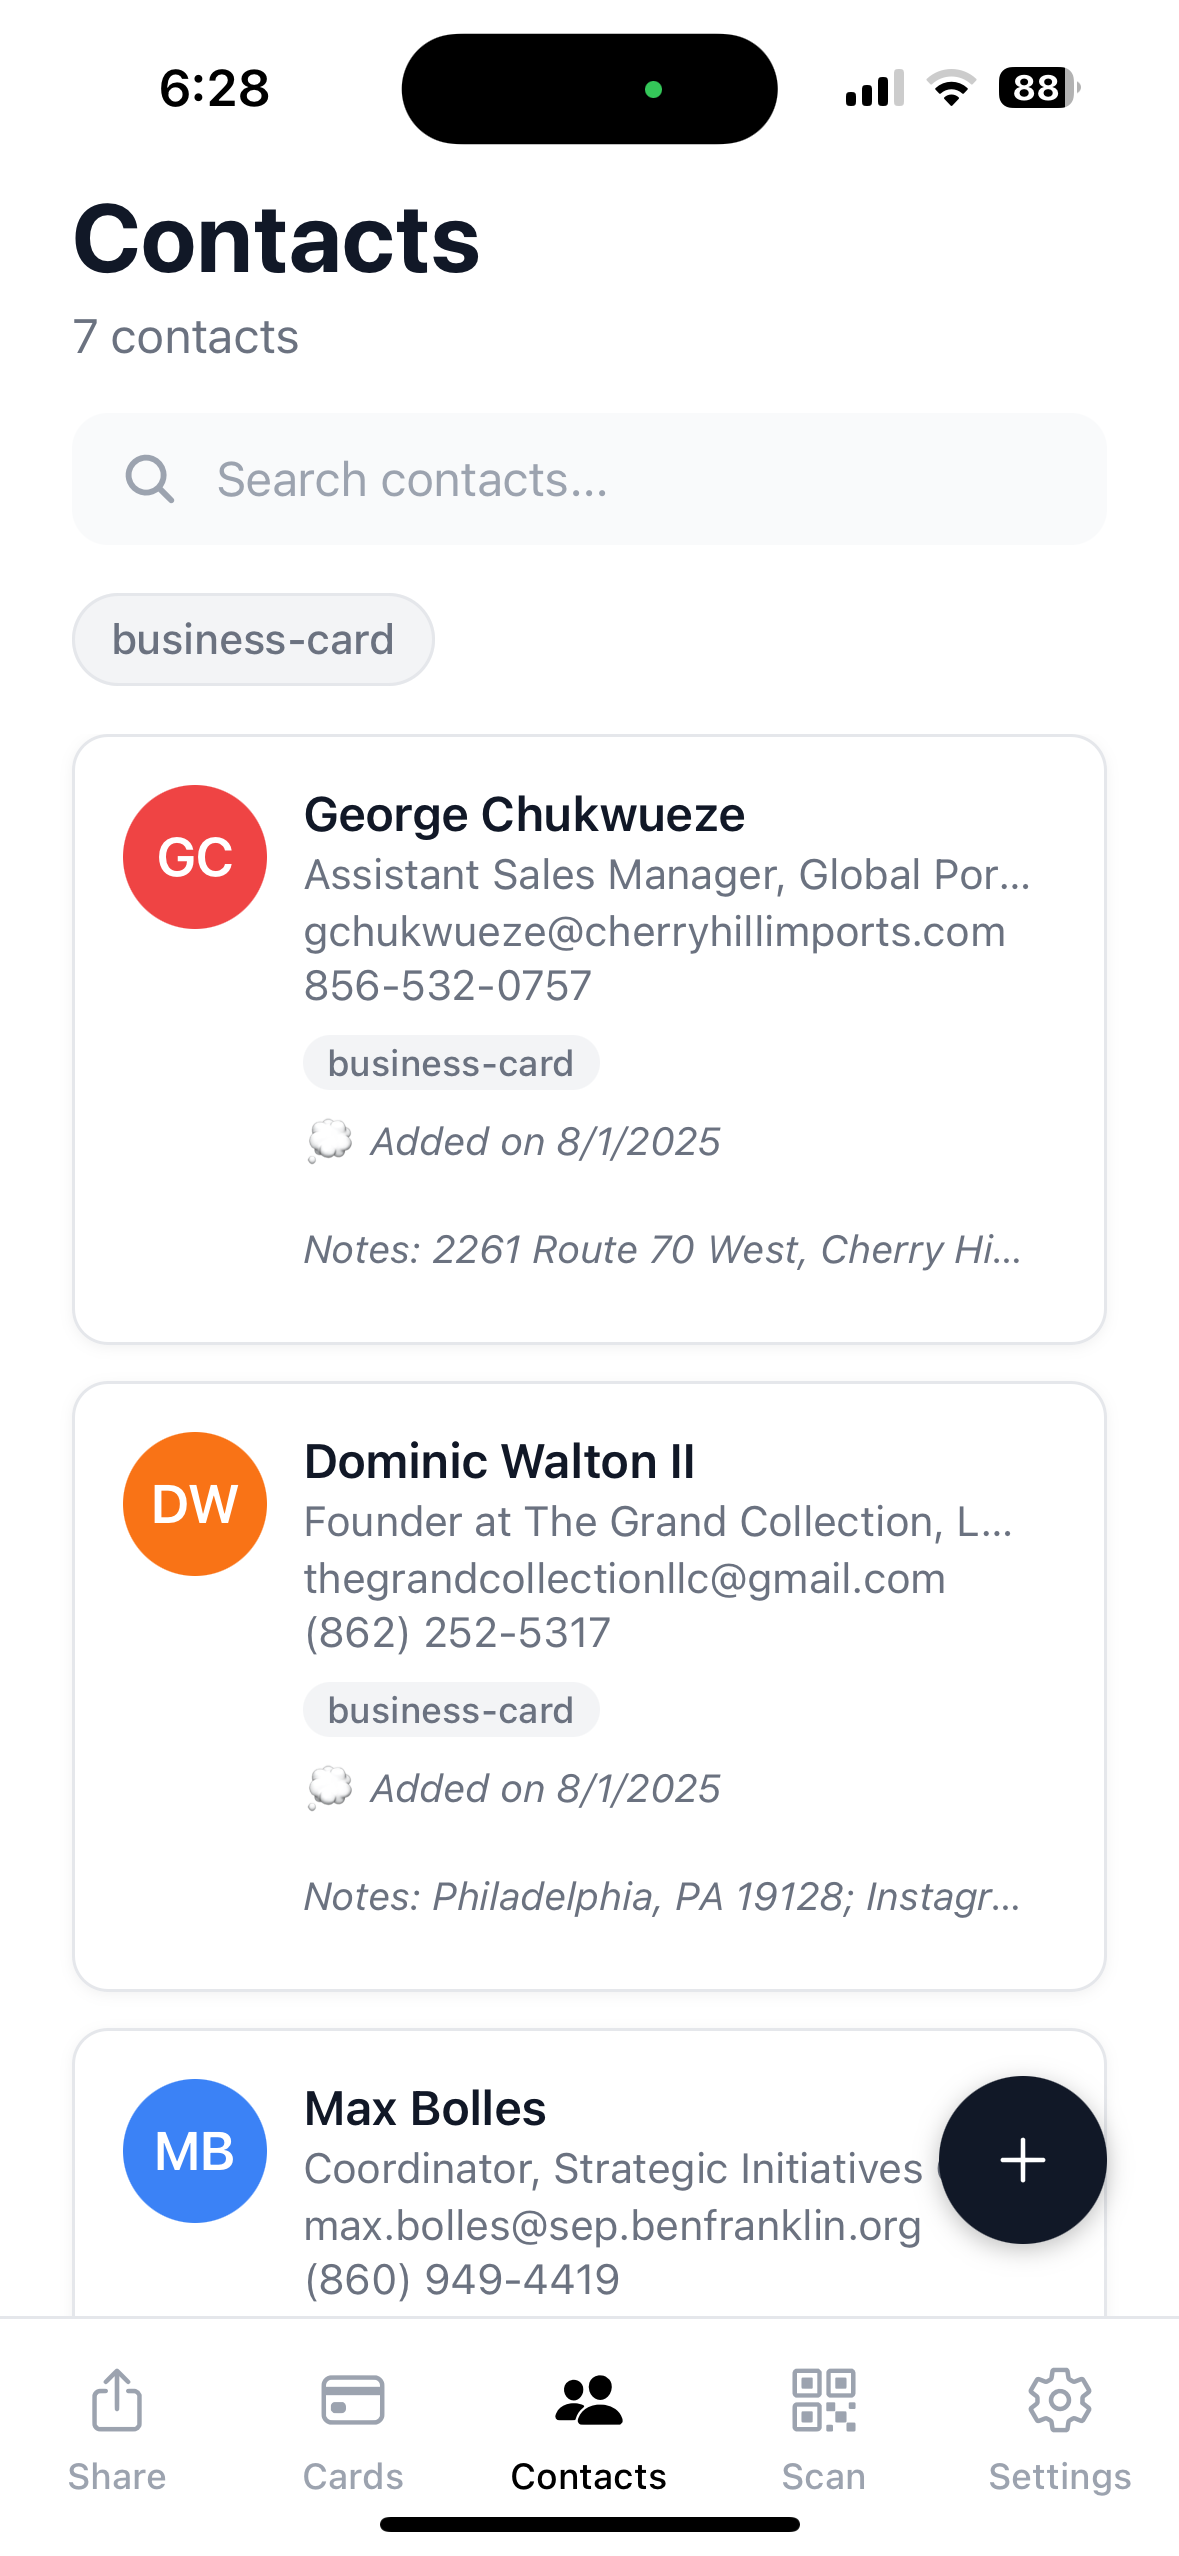 6:28
88
Contacts
7 contacts
Search contacts...
business-card
GC
George Chukwueze
Assistant Sales Manager, Global Por...
gchukwueze@cherryhillimports.com
856-532-0757
business-card
Added on 8/1/2025
Notes: 2261 Route 70 West, Cherry Hi...
DW
Dominic Walton II
Founder at The Grand Collection, L...
thegrandcollectionllc@gmail.com
(862) 252-5317
business-card
Added on 8/1/2025
Notes: Philadelphia, PA 19128; Instagr...
MB
Max Bolles
Coordinator, Strategic Initiatives
max.bolles@sep.benfranklin.org
(860) 949-4419
Share
Cards
Contacts
Scan
Settings